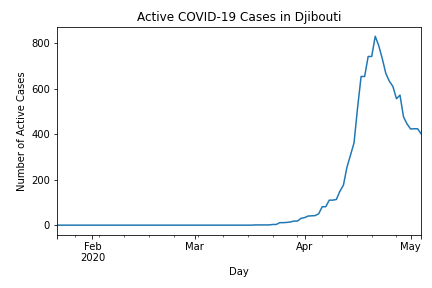 Active COVID-19 Cases in Djibouti
Number of Active Cases
800
600
400
200
0
Feb
2020
Mar
Apr
May
Day